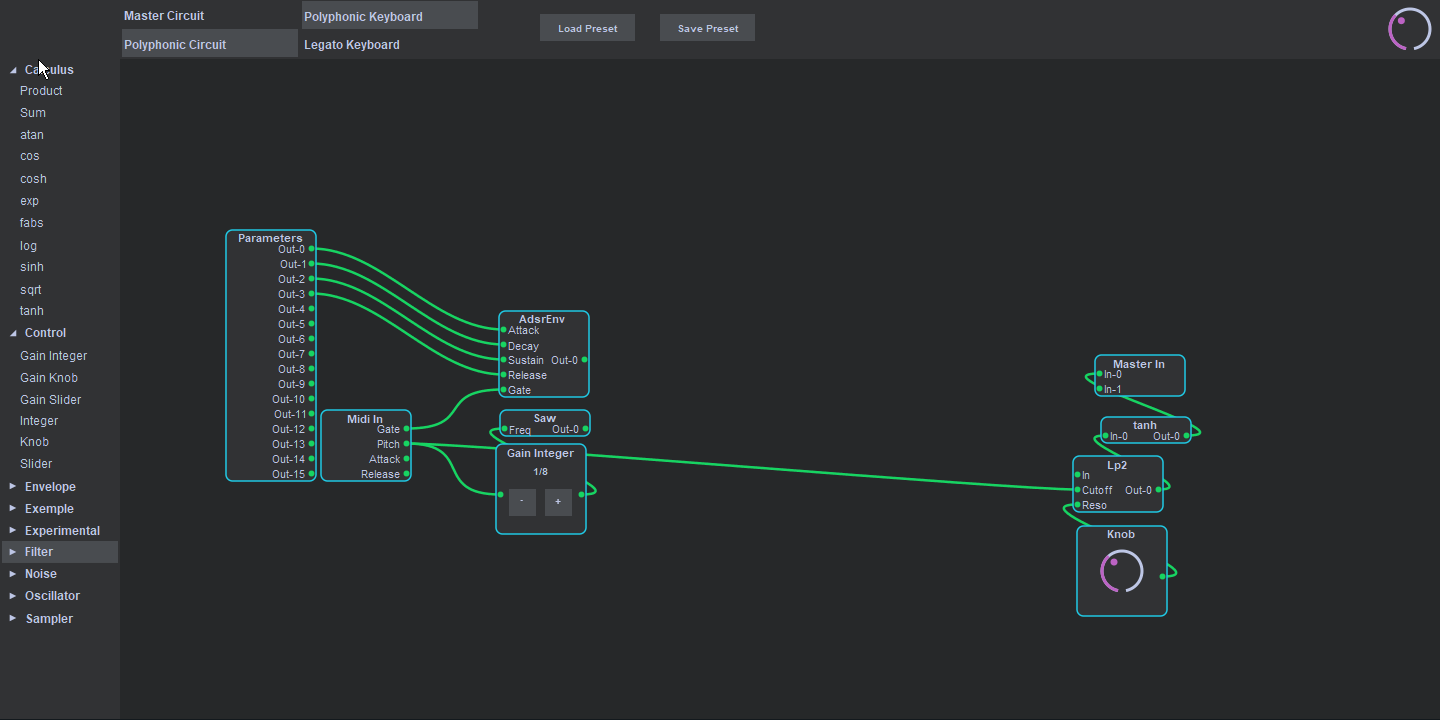 Master Circuit
Polyphonic Keyboard
Load Preset
Save Preset
Polyphonic Circuit
Legato Keyboard
Calculus
Product
Sum
atan
cos
cosh
exp
fabs
log
sinh
sqrt
tanh
Control
Gain Integer
Gain Knob
Gain Slider
Integer
Knob
Slider
Envelope
Exemple
Experimental
Filter
Noise
Oscillator
Sampler
Parameters
Out-0
Out-1
Out-2
Out-3
Out-4
Out-5
Out-6
Out-7
Out-8
Out-9
Out-10
Out-11
Out-12
Out-13
Out-14
Out-15
Midi In
Gate
Pitch
Attack
Release
AdsrEnv
Attack
Decay
Sustain Out-0
Release
Gate
Saw
Freq Out-0
Gain Integer
1/8
- +
Master In
In-0
In-1
tanh
In-0 Out-0
Lp2
In
Cutoff Out-0
Reso
Knob